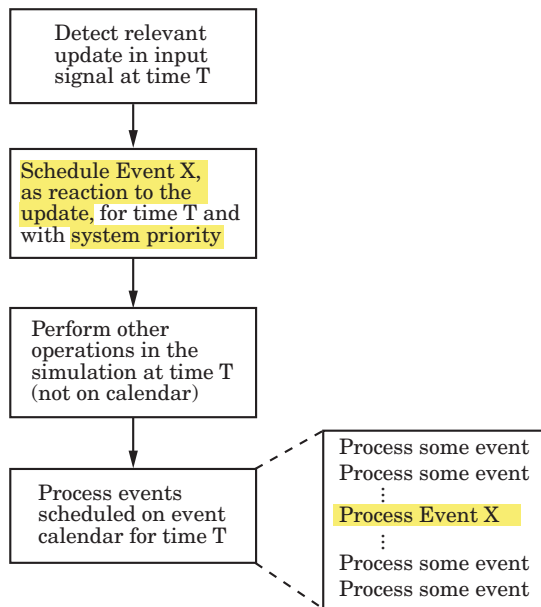 Detect relevant
update in input
signal at time T
Schedule Event X,
as reaction to the
update, for time T and
with system priority
Perform other
operations in the
simulation at time T
(not on calendar)
Process events
scheduled on event
calendar for time T
Process some event
Process some event
⋮
Process Event X
⋮
Process some event
Process some event